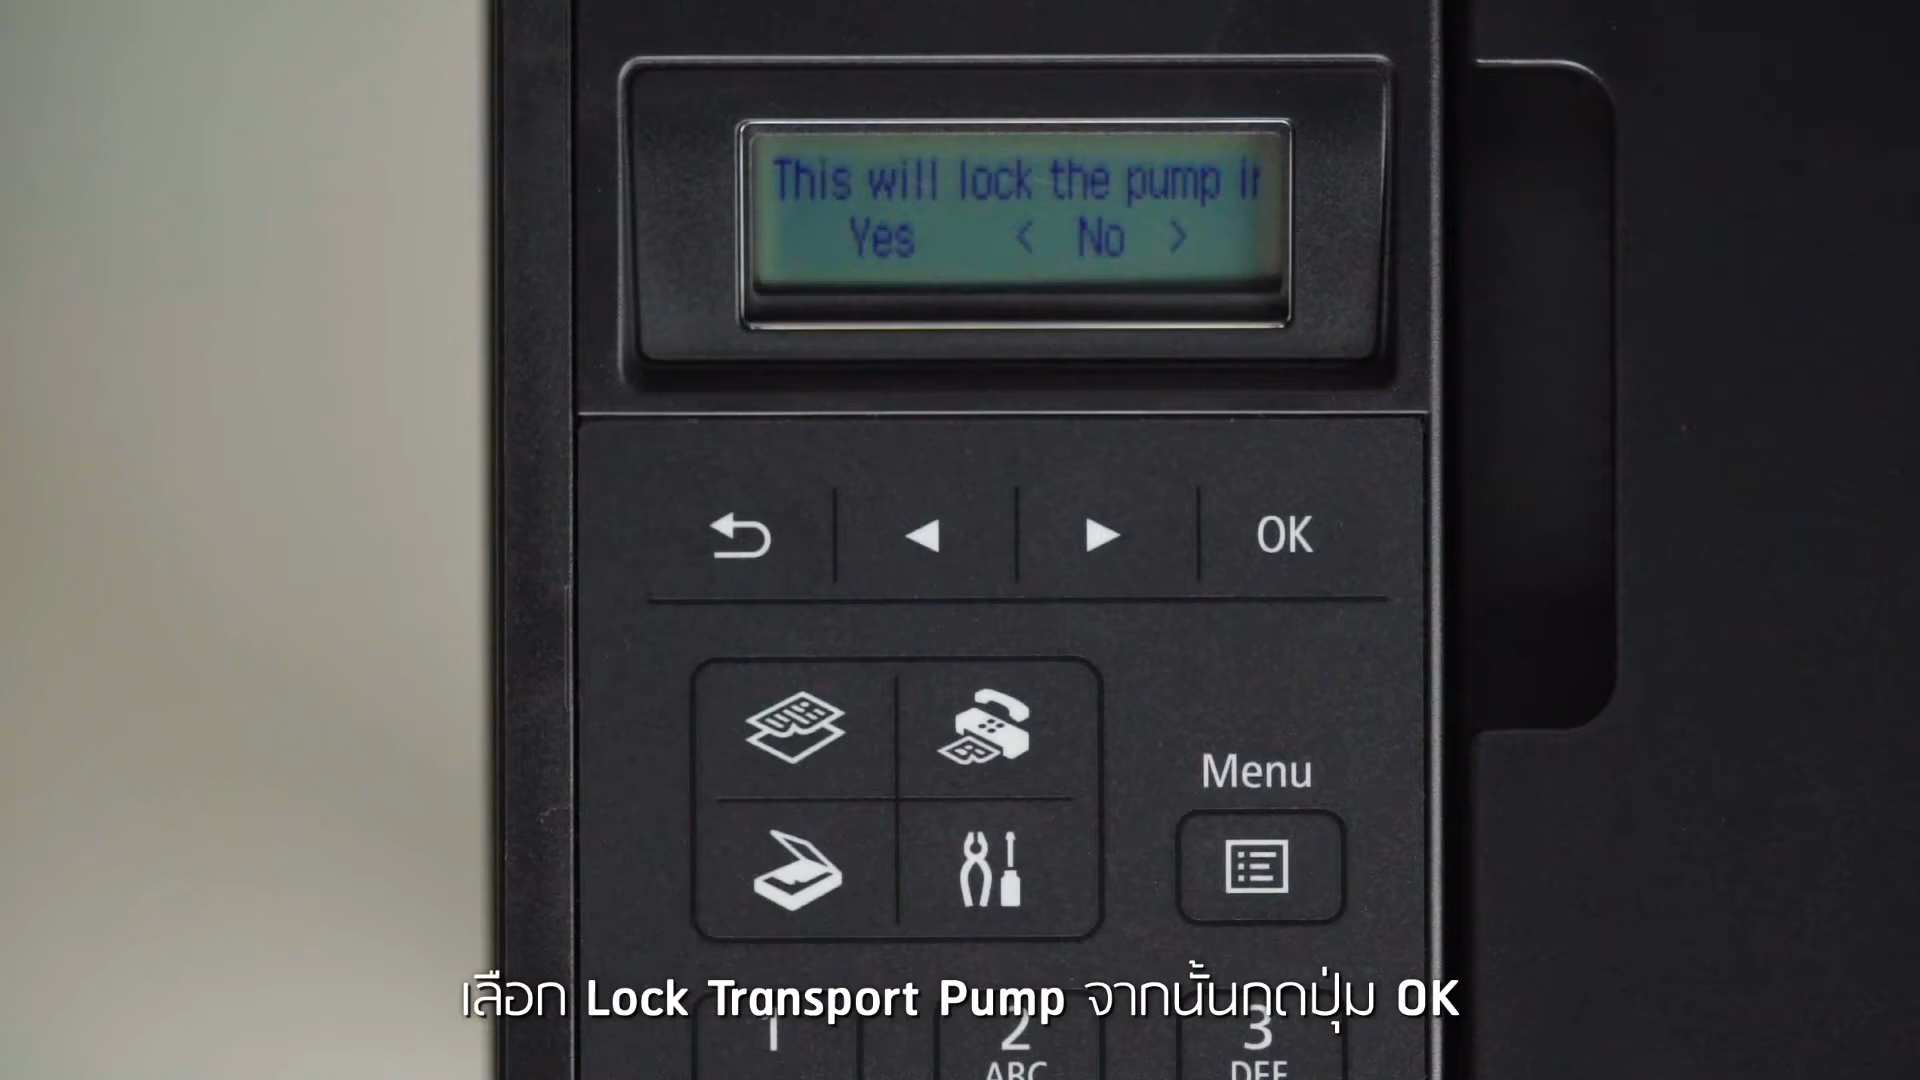 This will lock the pump in
Yes < No >
OK
Menu
เลือก Lock Transport Pump จากนั้นกดปุ่ม OK
1 2 3
ABC DEF